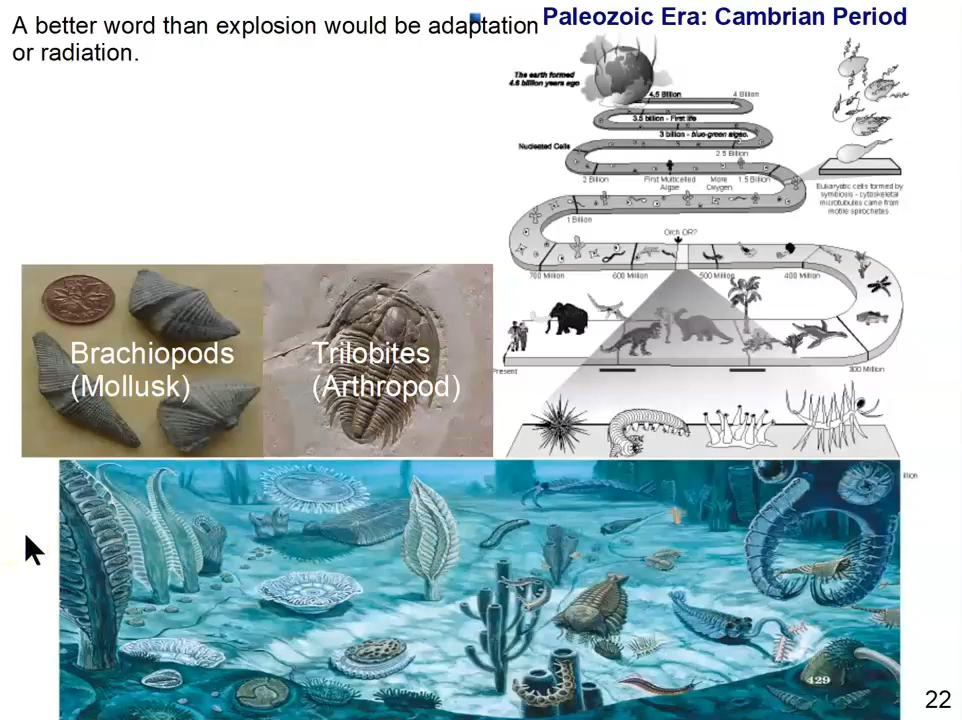 A better word than explosion would be adaptation
or radiation.
Paleozoic Era: Cambrian Period
The earth formed
4.6 billion years ago
4.5 Billion
4 Billion
3.5 billion - First life
3 billion - blue-green algae.
Nucleated Cells
2.5 Billion
2 Billion
First Multicelled
Algae
More
Oxygen
1.5 Billion
Eukaryotic cells formed by
symbiosis - cytoskeletal
microtubules came from
motile spirochetes
1 Billion
Orch OR?
700 Million
600 Million
500 Million
400 Million
Present
300 Million
Brachiopods
(Mollusk)
Trilobites
(Arthropod)
illion
429
22